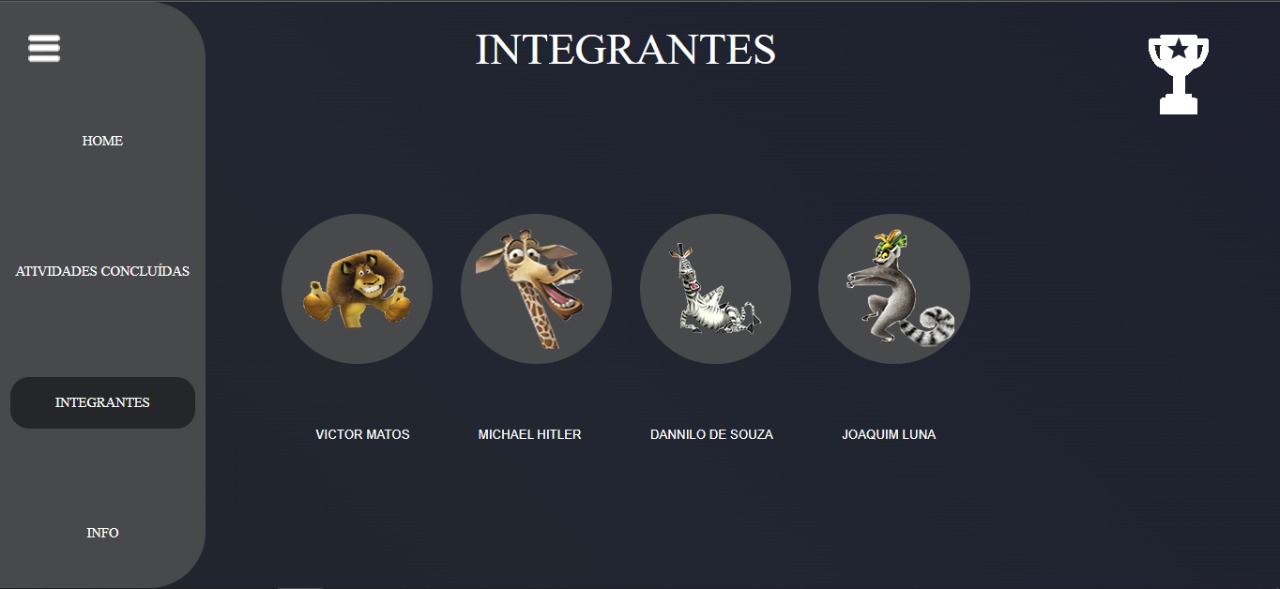 INTEGRANTES
HOME
ATIVIDADES CONCLUÍDAS
INTEGRANTES
INFO
VICTOR MATOS
MICHAEL HITLER
DANNILO DE SOUZA
JOAQUIM LUNA